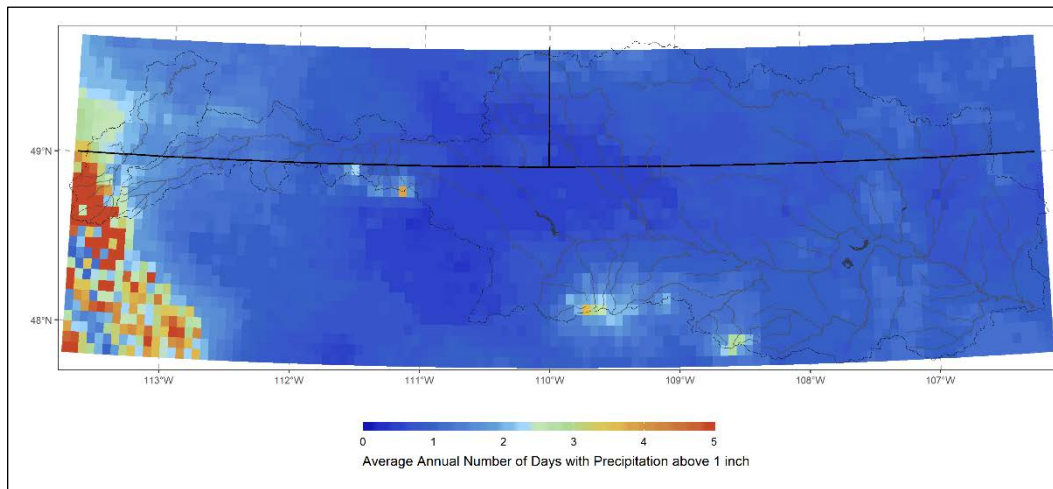 49°N
48°N
113°W 112°W 111°W 110°W 109°W 108°W 107°W
0 1 2 3 4 5
Average Annual Number of Days with Precipitation above 1 inch